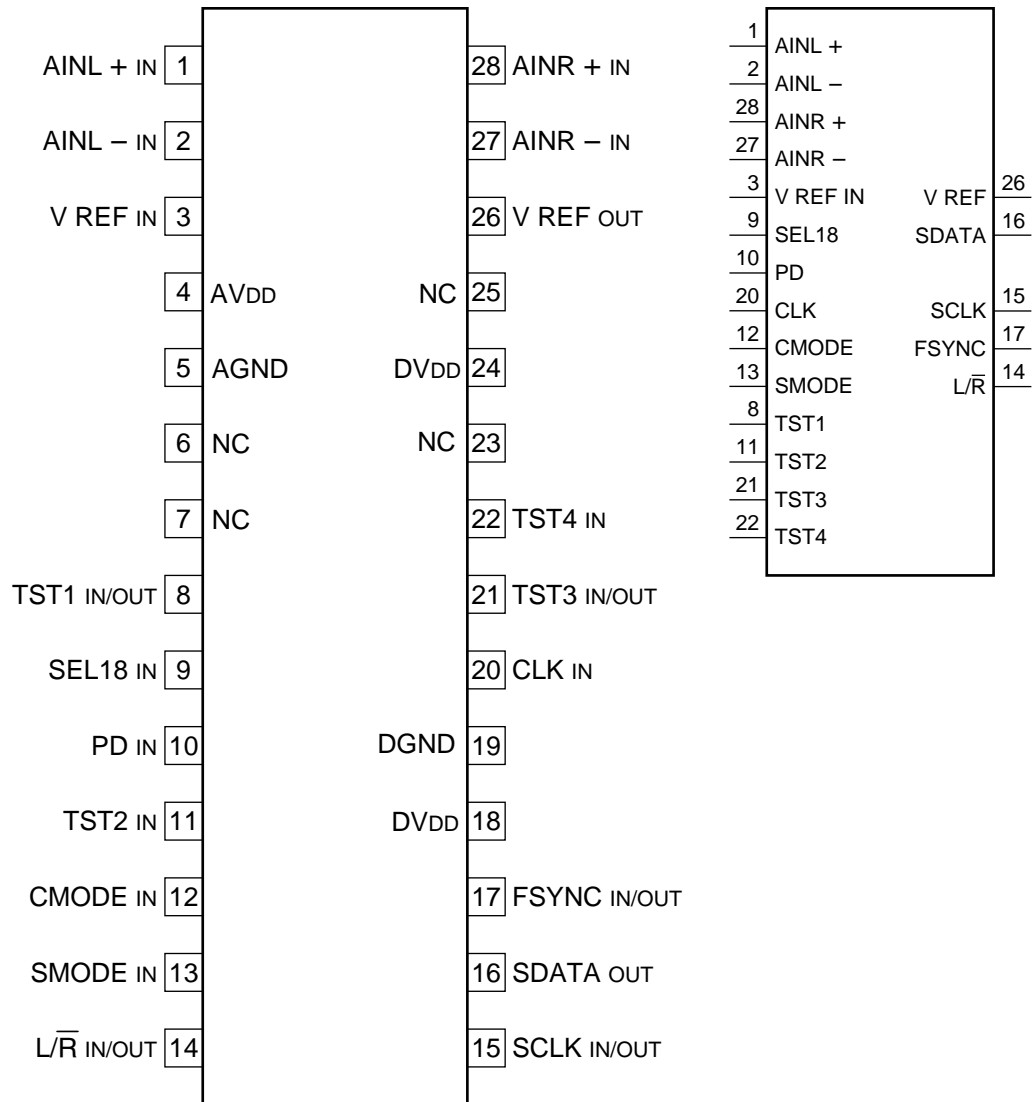 AINL + IN 1
28 AINR + IN
AINL – IN 2
27 AINR – IN
V REF IN 3
26 V REF OUT
4 AVDD
NC 25
5 AGND
DVDD 24
6 NC
NC 23
7 NC
22 TST4 IN
TST1 IN/OUT 8
21 TST3 IN/OUT
SEL18 IN 9
20 CLK IN
PD IN 10
DGND 19
TST2 IN 11
DVDD 18
CMODE IN 12
17 FSYNC IN/OUT
SMODE IN 13
16 SDATA OUT
L/R̅ IN/OUT 14
15 SCLK IN/OUT
1 AINL +
2 AINL –
28 AINR +
27 AINR –
3 V REF IN
V REF 26
9 SEL18
SDATA 16
10 PD
20 CLK
SCLK 15
12 CMODE
FSYNC 17
13 SMODE
L/R̅ 14
8 TST1
11 TST2
21 TST3
22 TST4